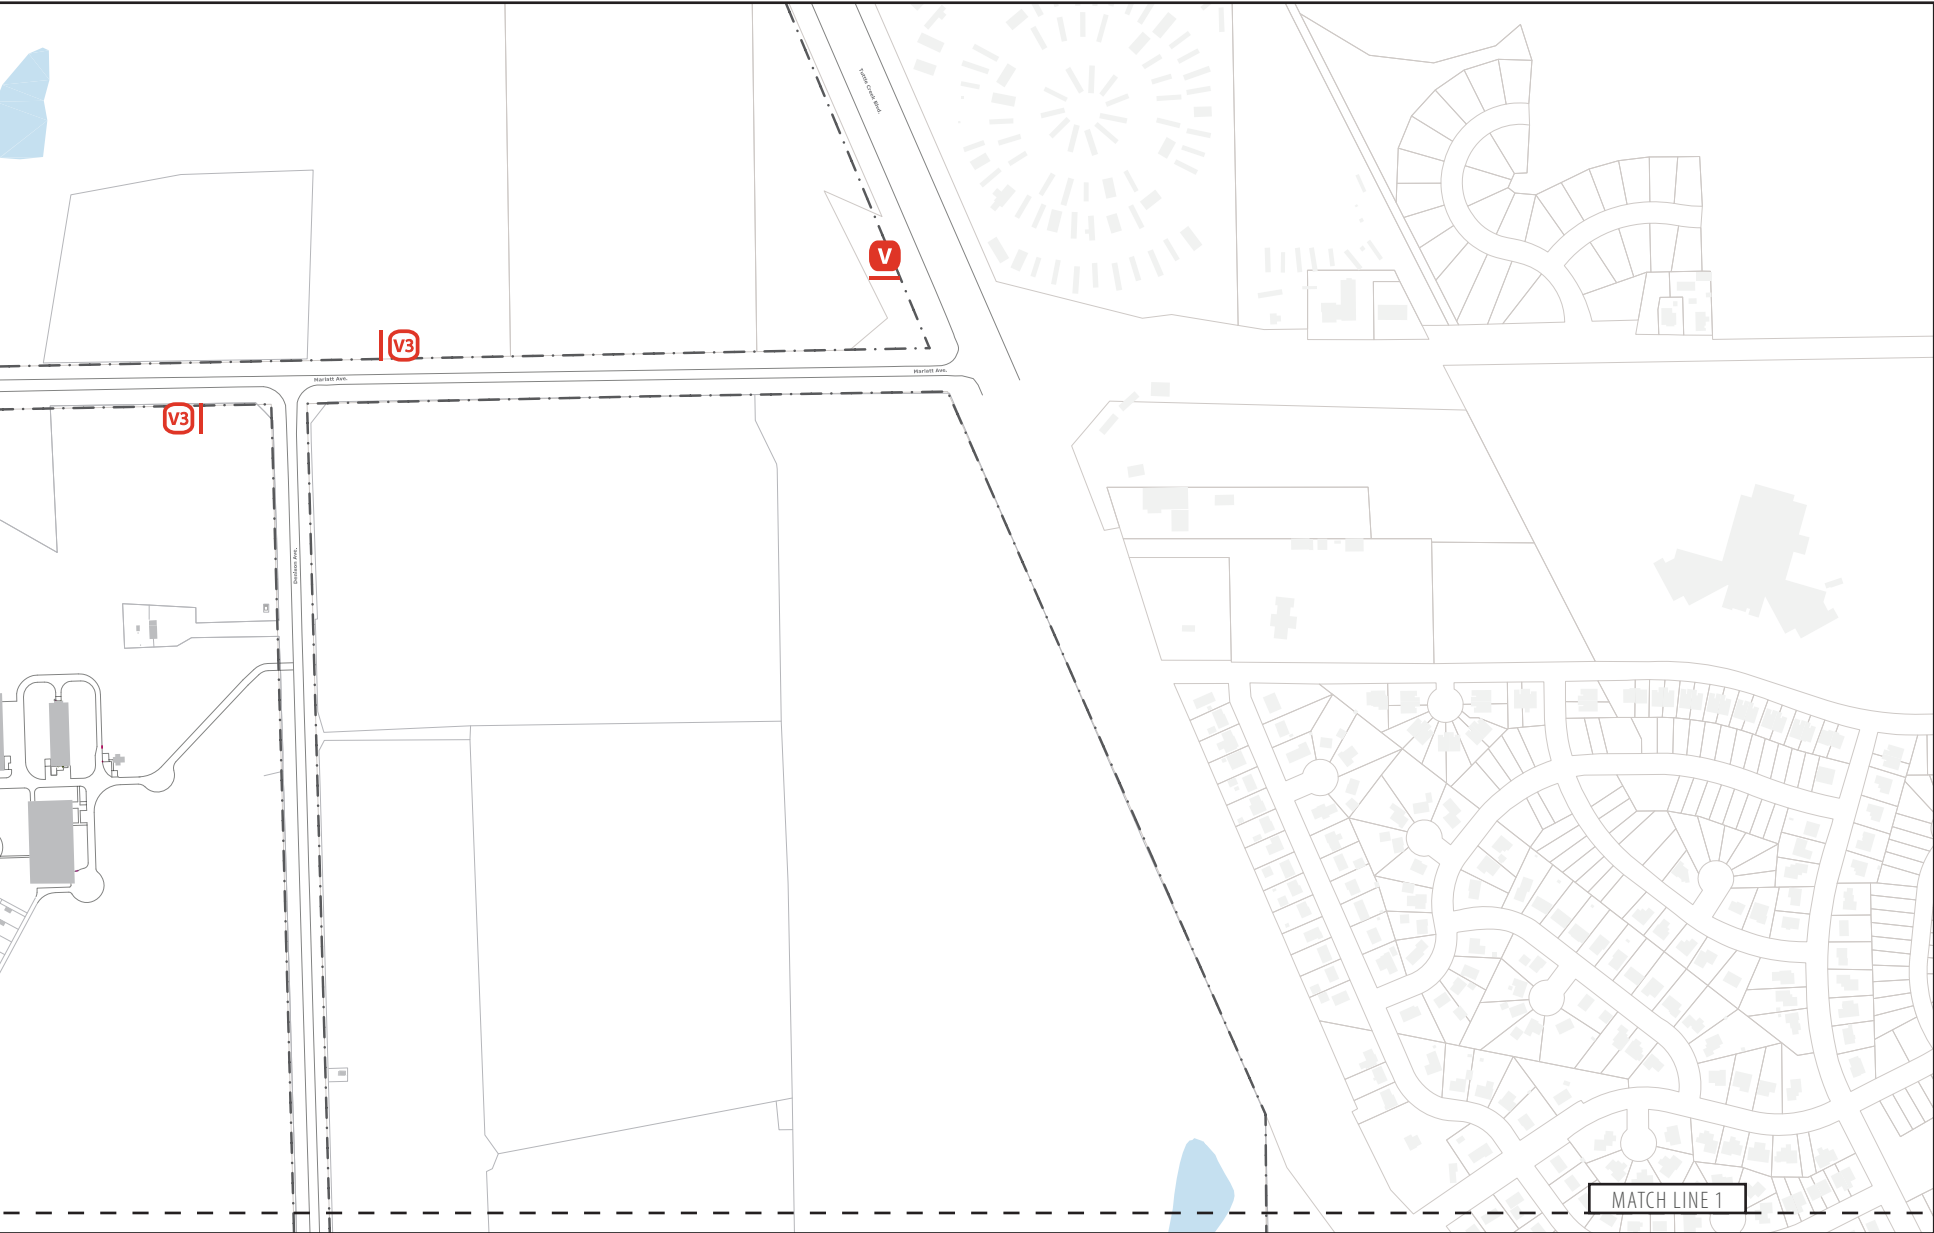 Tuttle Creek Blvd.
V
V3
Marlatt Ave.
Marlatt Ave.
V3
Denison Ave.
MATCH LINE 1